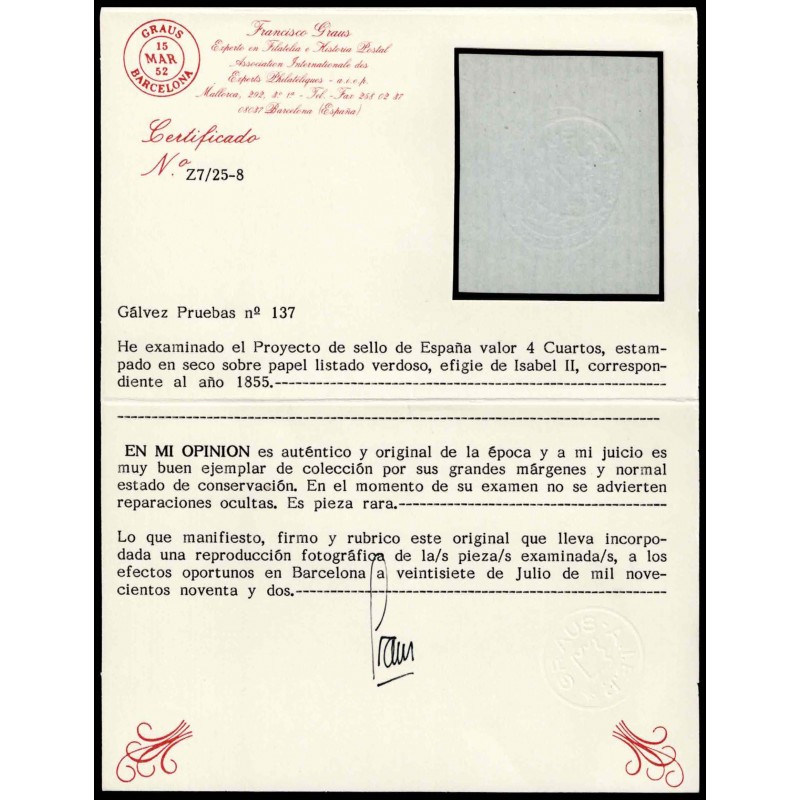 GRAUS
15
MAR
52
BARCELONA
Francisco Graus
Experto en Filatelia e Historia Postal
Association Internationale des
Experts Philatéliques - a.e.e.p.
Mallorca, 292, 3º 1ª - Tel. - Fax 258 02 37
08037 Barcelona (España)
Certificado
N.º Z7/25-8
Gálvez Pruebas nº 137
He examinado el Proyecto de sello de España valor 4 Cuartos, estam-
pado en seco sobre papel listado verdoso, efigie de Isabel II, correspon-
diente al año 1855.
EN MI OPINION es auténtico y original de la época y a mi juicio es
muy buen ejemplar de colección por sus grandes márgenes y normal
estado de conservación. En el momento de su examen no se advierten
reparaciones ocultas. Es pieza rara.
Lo que manifiesto, firmo y rubrico este original que lleva incorpo-
dada una reproducción fotográfica de la/s pieza/s examinada/s, a los
efectos oportunos en Barcelona a veintisiete de Julio de mil nove-
cientos noventa y dos.
Graus